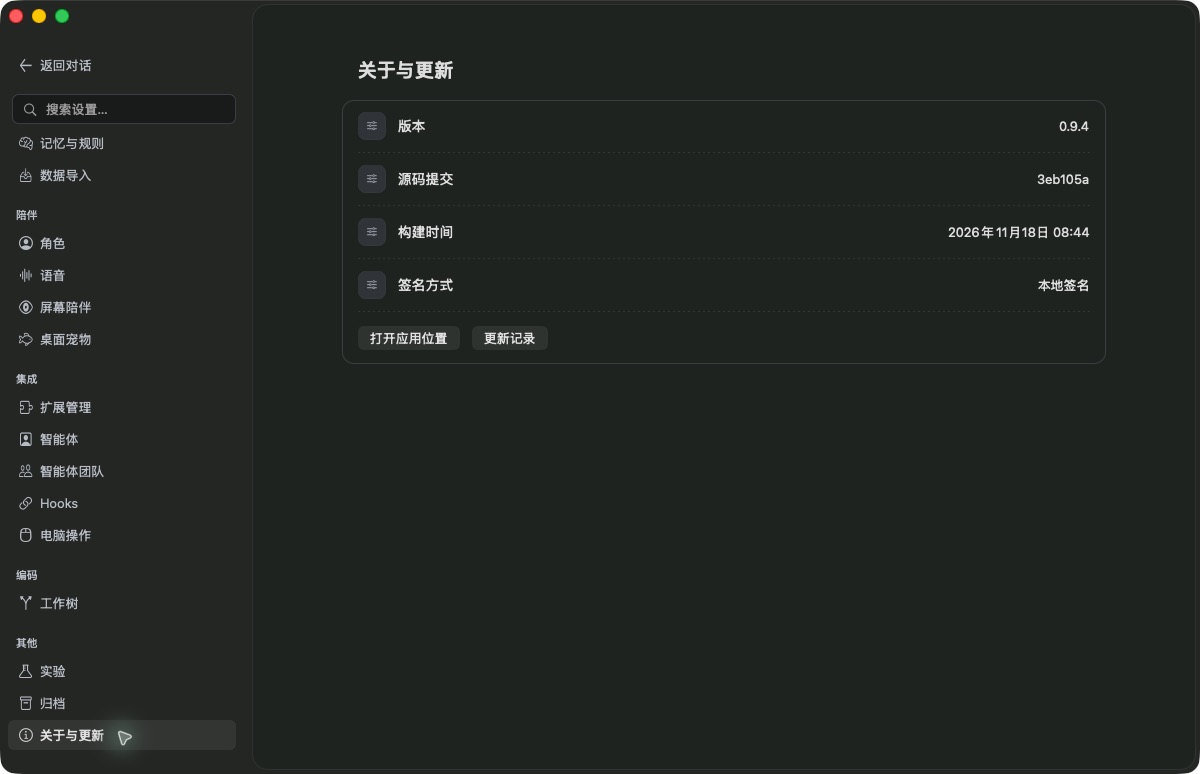 返回对话
搜索设置...
记忆与规则
数据导入
陪伴
角色
语音
屏幕陪伴
桌面宠物
集成
扩展管理
智能体
智能体团队
Hooks
电脑操作
编码
工作树
其他
实验
归档
关于与更新
关于与更新
版本 0.9.4
源码提交 3eb105a
构建时间 2026年11月18日 08:44
签名方式 本地签名
打开应用位置 更新记录